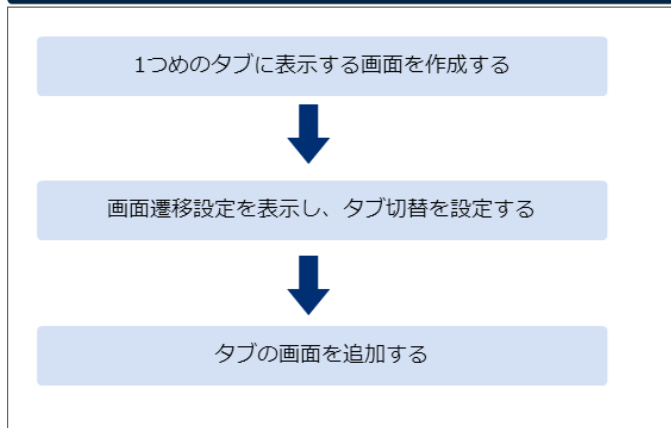 1つめのタブに表示する画面を作成する
画面遷移設定を表示し、タブ切替を設定する
タブの画面を追加する